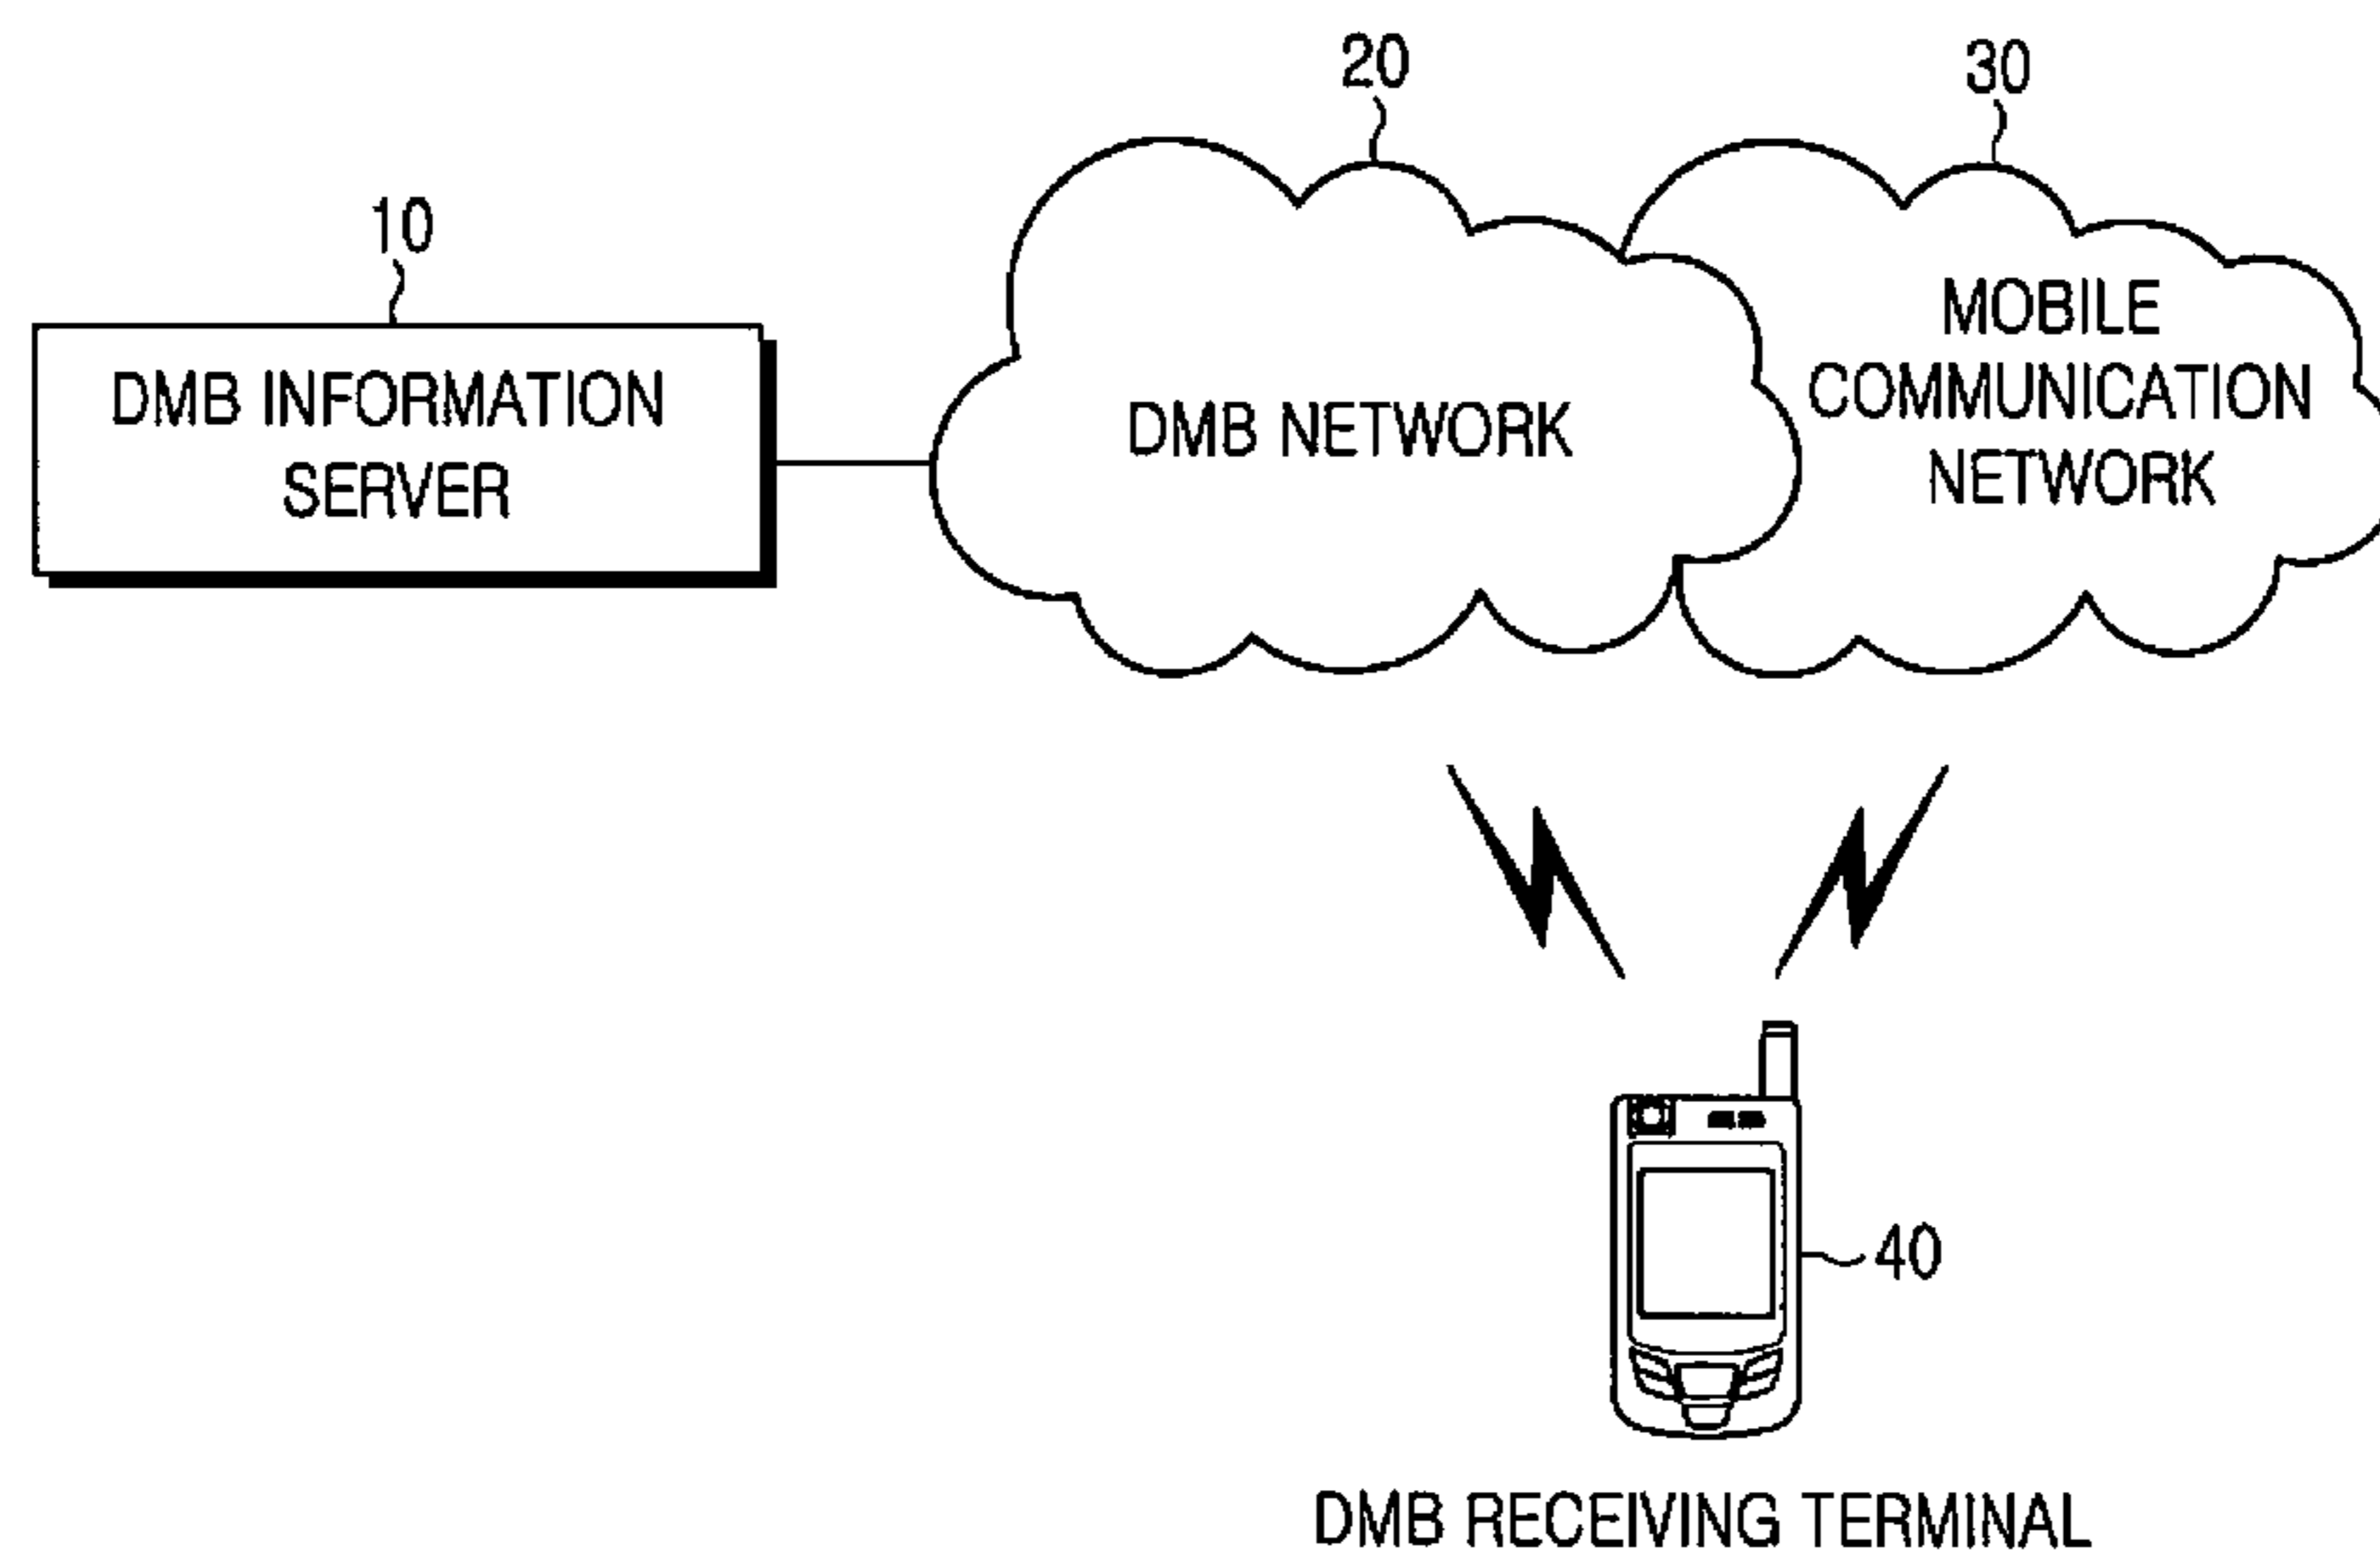 20
30
10
DMB INFORMATION
SERVER
DMB NETWORK
MOBILE
COMMUNICATION
NETWORK
40
DMB RECEIVING TERMINAL